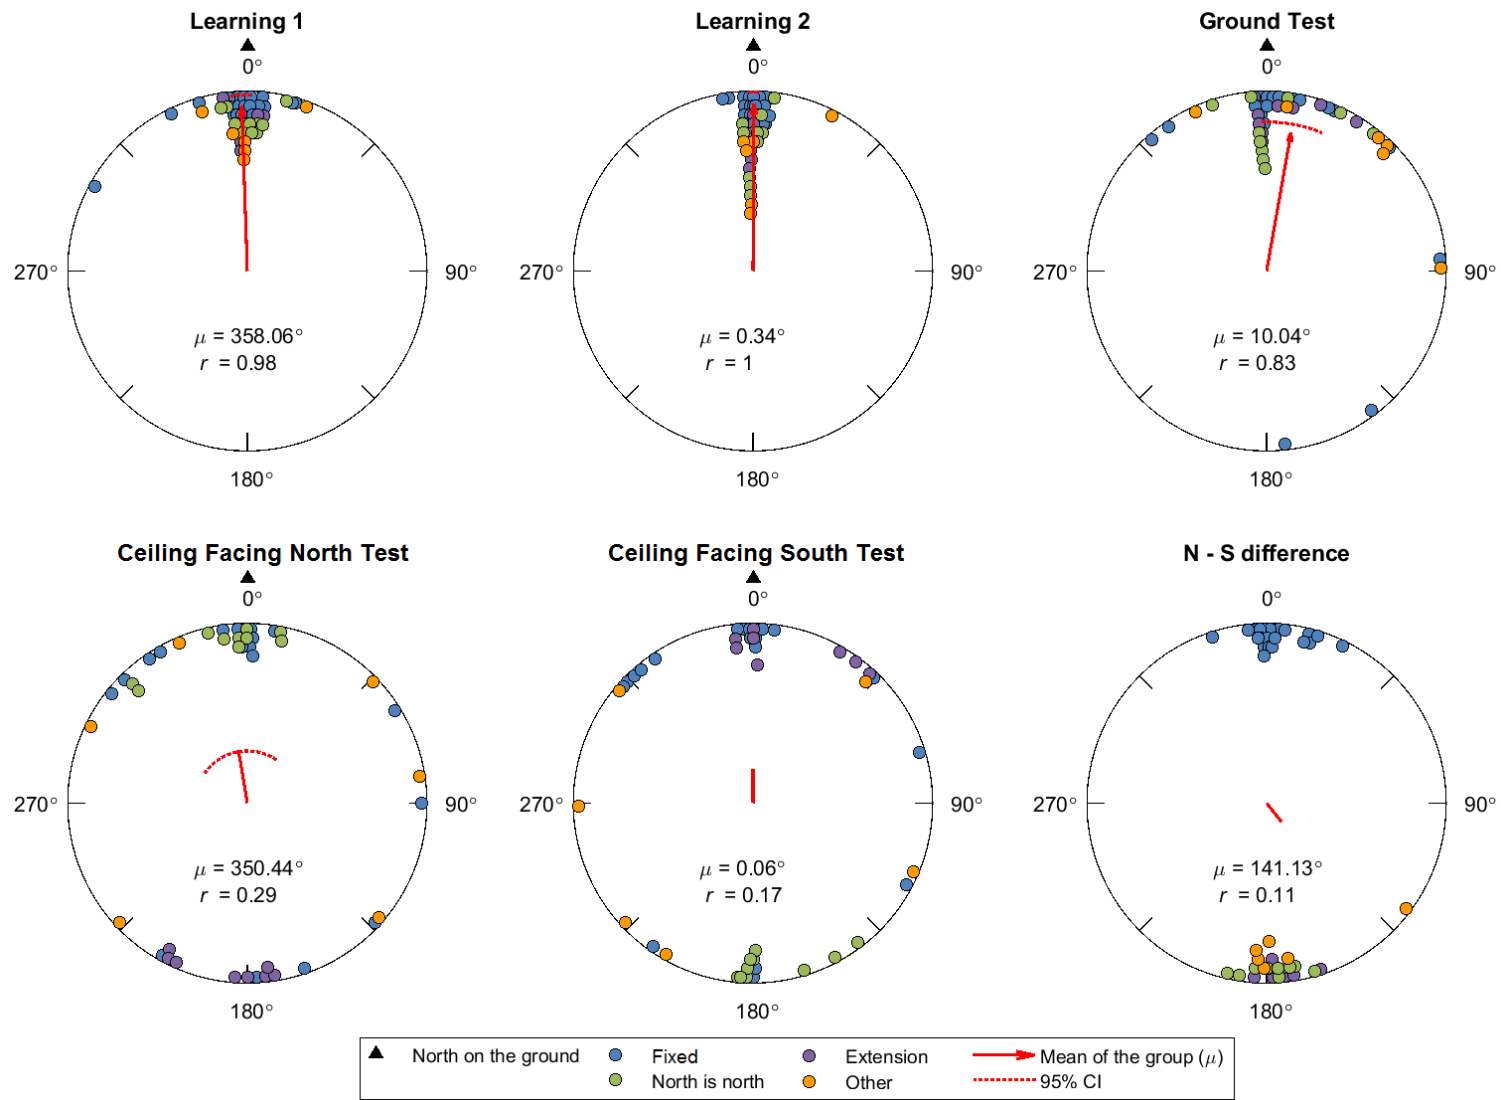 Learning 1
0°
270°
90°
μ = 358.06°
r = 0.98
180°
Learning 2
0°
270°
90°
μ = 0.34°
r = 1
180°
Ground Test
0°
270°
90°
μ = 10.04°
r = 0.83
180°
Ceiling Facing North Test
0°
270°
90°
μ = 350.44°
r = 0.29
180°
Ceiling Facing South Test
0°
270°
90°
μ = 0.06°
r = 0.17
180°
N - S difference
0°
270°
90°
μ = 141.13°
r = 0.11
180°
North on the ground
Fixed
Extension
Mean of the group (μ)
North is north
Other
95% CI